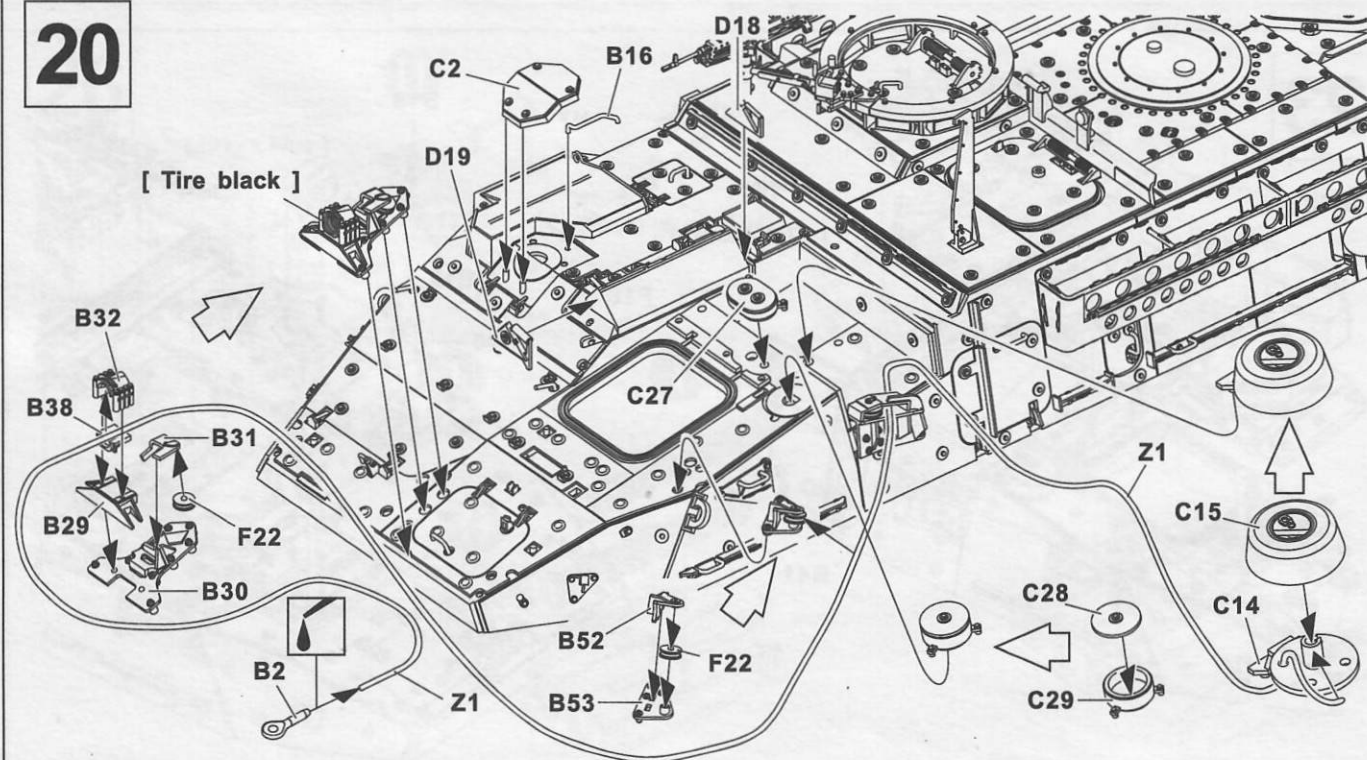 20
D18
B16
C2
D19
[ Tire black ]
B32
C27
B38
B31
Z1
B29
F22
C15
B30
C28
C14
B52
B2
F22
Z1
B53
C29